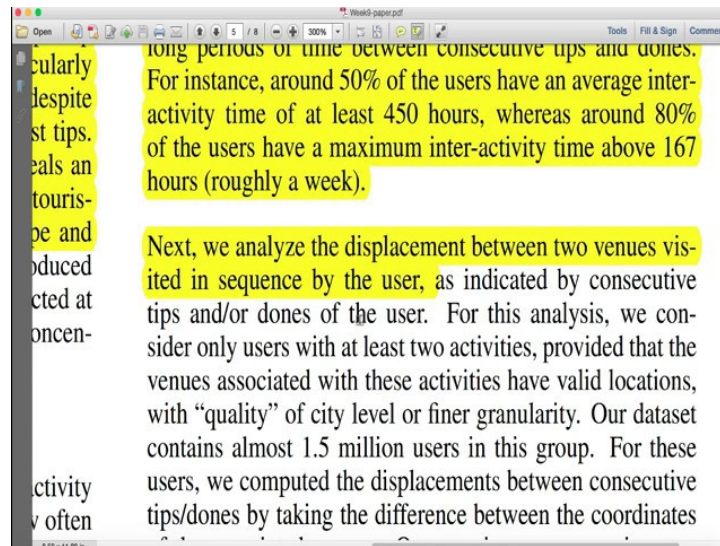 Week9-paper.pdf
Open 5 / 8 300% Tools Fill & Sign Comment
cularly
despite
st tips.
eals an
touris-
pe and
oduced
cted at
oncen-
ctivity
often
long periods of time between consecutive tips and dones.
For instance, around 50% of the users have an average inter-
activity time of at least 450 hours, whereas around 80%
of the users have a maximum inter-activity time above 167
hours (roughly a week).
Next, we analyze the displacement between two venues vis-
ited in sequence by the user, as indicated by consecutive
tips and/or dones of the user. For this analysis, we con-
sider only users with at least two activities, provided that the
venues associated with these activities have valid locations,
with “quality” of city level or finer granularity. Our dataset
contains almost 1.5 million users in this group. For these
users, we computed the displacements between consecutive
tips/dones by taking the difference between the coordinates